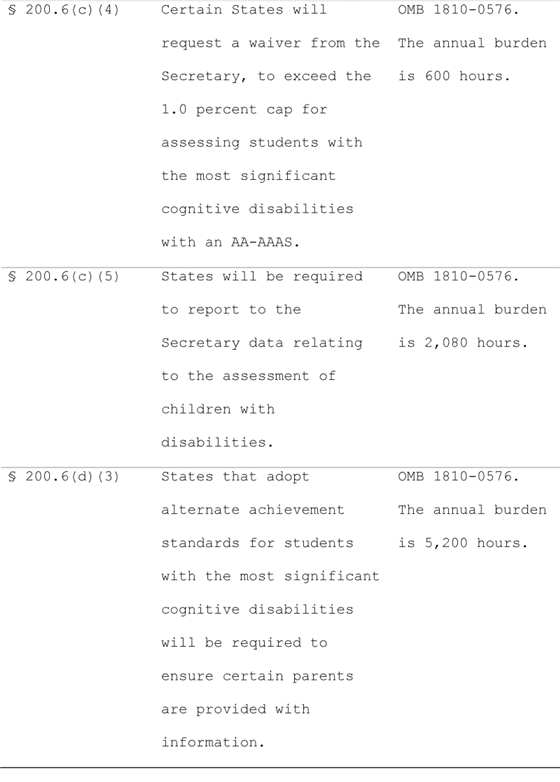 § 200.6(c)(4) Certain States will OMB 1810-0576.
request a waiver from the The annual burden
Secretary, to exceed the is 600 hours.
1.0 percent cap for
assessing students with
the most significant
cognitive disabilities
with an AA-AAAS.
§ 200.6(c)(5) States will be required OMB 1810-0576.
to report to the The annual burden
Secretary data relating is 2,080 hours.
to the assessment of
children with
disabilities.
§ 200.6(d)(3) States that adopt OMB 1810-0576.
alternate achievement The annual burden
standards for students is 5,200 hours.
with the most significant
cognitive disabilities
will be required to
ensure certain parents
are provided with
information.